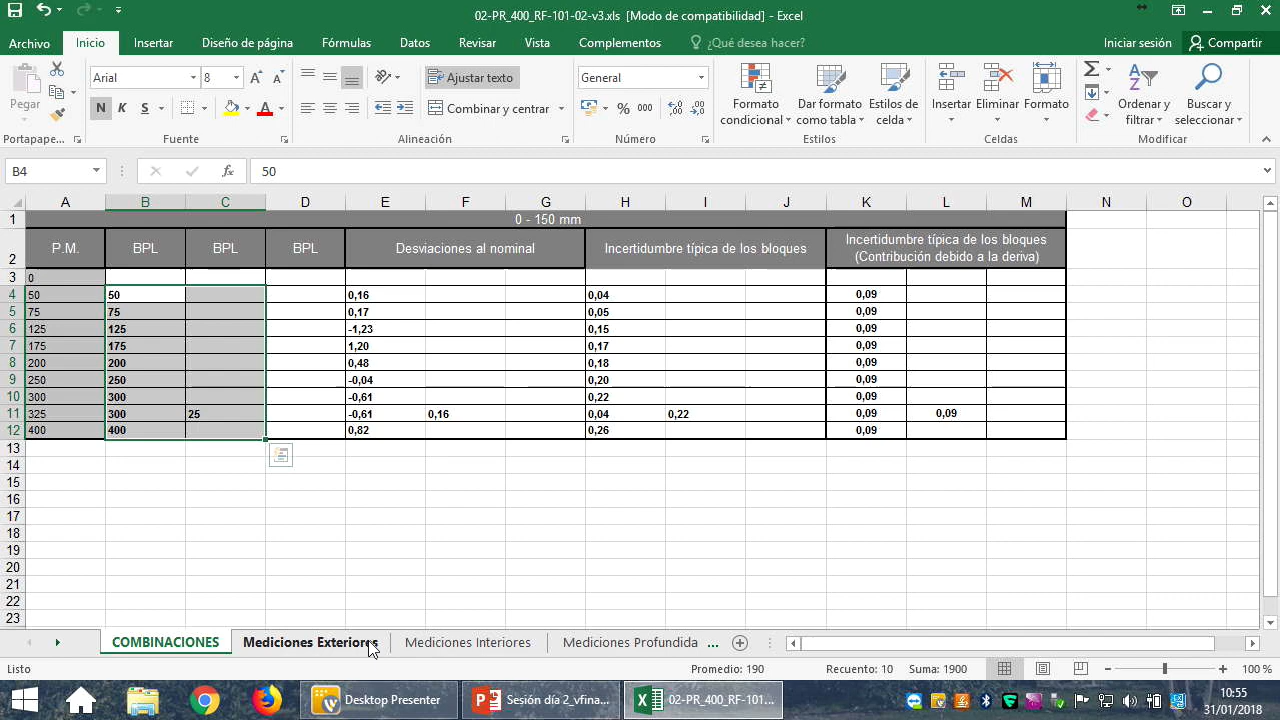 02-PR_400_RF-101-02-v3.xls [Modo de compatibilidad] - Excel
Archivo Inicio Insertar Diseño de página Fórmulas Datos Revisar Vista Complementos ¿Qué desea hacer? Iniciar sesión Compartir
Pegar
Arial 8
N K S
Ajustar texto
Combinar y centrar
General
% 000
Formato condicional
Dar formato como tabla
Estilos de celda
Insertar Eliminar Formato
Ordenar y filtrar
Buscar y seleccionar
Portapape... Fuente Alineación Número Estilos Celdas Modificar
B4 fx 50
A B C D E F G H I J K L M N O
1 0 - 150 mm
2 P.M. BPL BPL BPL Desviaciones al nominal Incertidumbre típica de los bloques Incertidumbre típica de los bloques (Contribución debido a la deriva)
3 0
4 50 50 0,16 0,04 0,09
5 75 75 0,17 0,05 0,09
6 125 125 -1,23 0,15 0,09
7 175 175 1,20 0,17 0,09
8 200 200 0,48 0,18 0,09
9 250 250 -0,04 0,20 0,09
10 300 300 -0,61 0,22 0,09
11 325 300 25 -0,61 0,16 0,04 0,22 0,09 0,09
12 400 400 0,82 0,26 0,09
13
14
15
16
17
18
19
20
21
22
23
COMBINACIONES Mediciones Exteriores Mediciones Interiores Mediciones Profundida ...
Listo Promedio: 190 Recuento: 10 Suma: 1900 100 %
Desktop Presenter Sesión día 2_vfina... 02-PR_400_RF-101...
10:55
31/01/2018